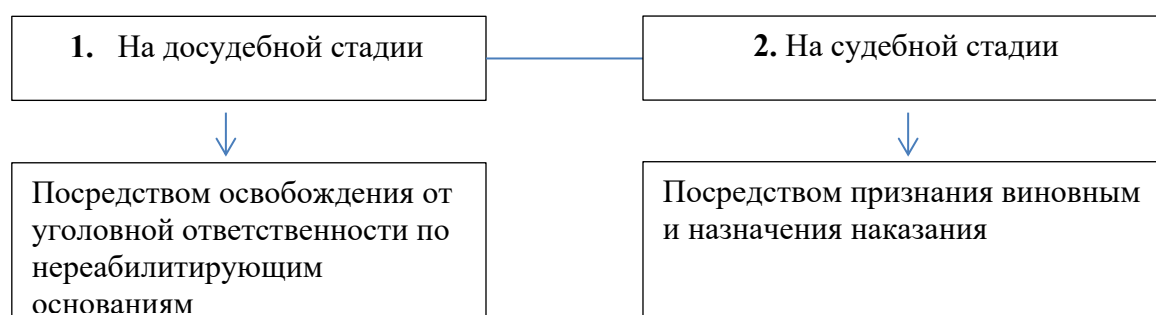 1. На досудебной стадии
2. На судебной стадии
Посредством освобождения от
уголовной ответственности по
нереабилитирующим
основаниям
Посредством признания виновным
и назначения наказания